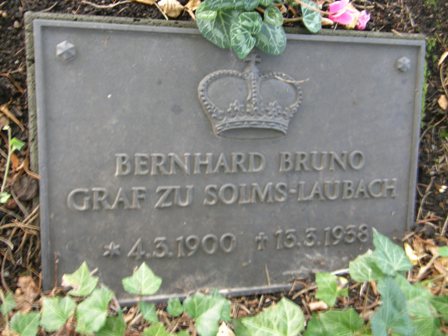 BERNHARD BRUNO
GRAF ZU SOLMS-LAUBACH
* 4.3.1900 ✝ 13.3.1938